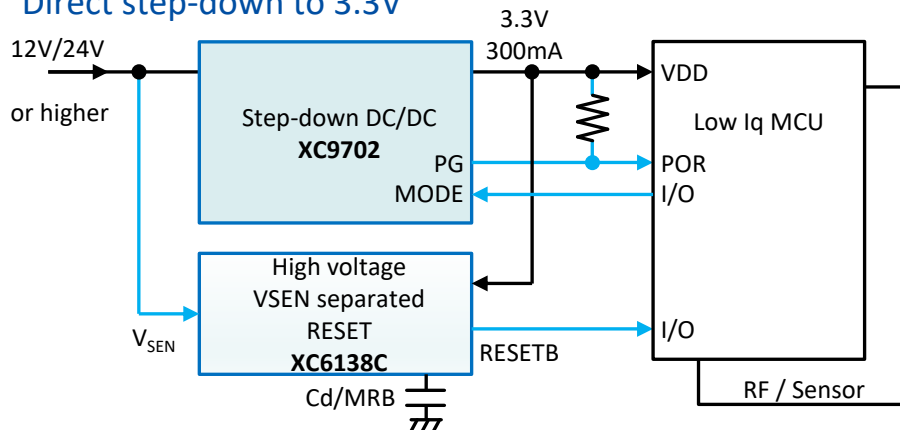 Direct step-down to 3.3V
12V/24V
or higher
3.3V
300mA
Step-down DC/DC
XC9702
PG
MODE
VDD
Low Iq MCU
POR
I/O
High voltage
VSEN separated
RESET
XC6138C
VSEN
RESETB
I/O
Cd/MRB
RF / Sensor